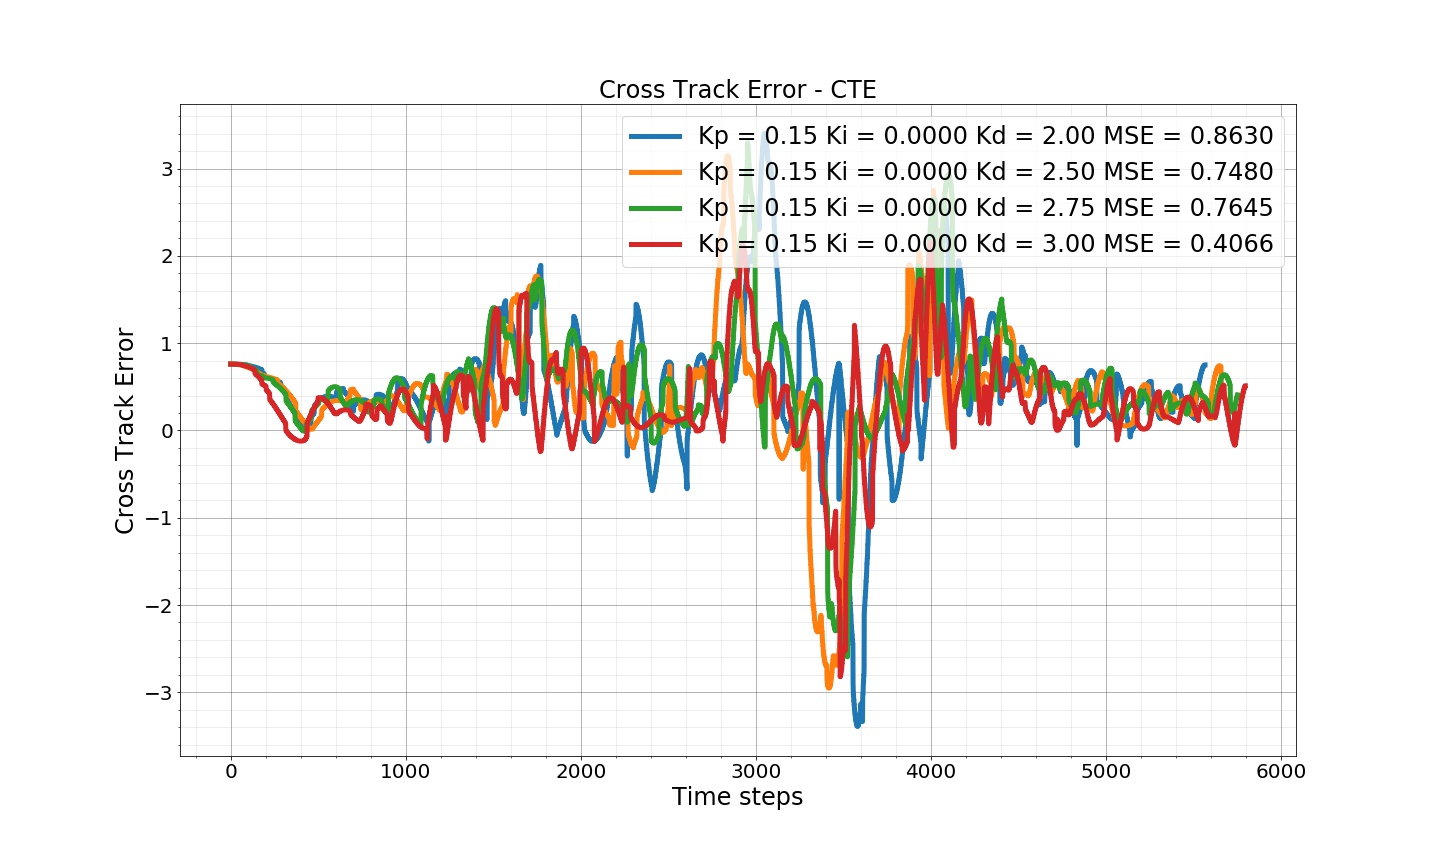 Cross Track Error - CTE
Kp = 0.15 Ki = 0.0000 Kd = 2.00 MSE = 0.8630
Kp = 0.15 Ki = 0.0000 Kd = 2.50 MSE = 0.7480
Kp = 0.15 Ki = 0.0000 Kd = 2.75 MSE = 0.7645
Kp = 0.15 Ki = 0.0000 Kd = 3.00 MSE = 0.4066
Cross Track Error
3
2
1
0
−1
−2
−3
0 1000 2000 3000 4000 5000 6000
Time steps